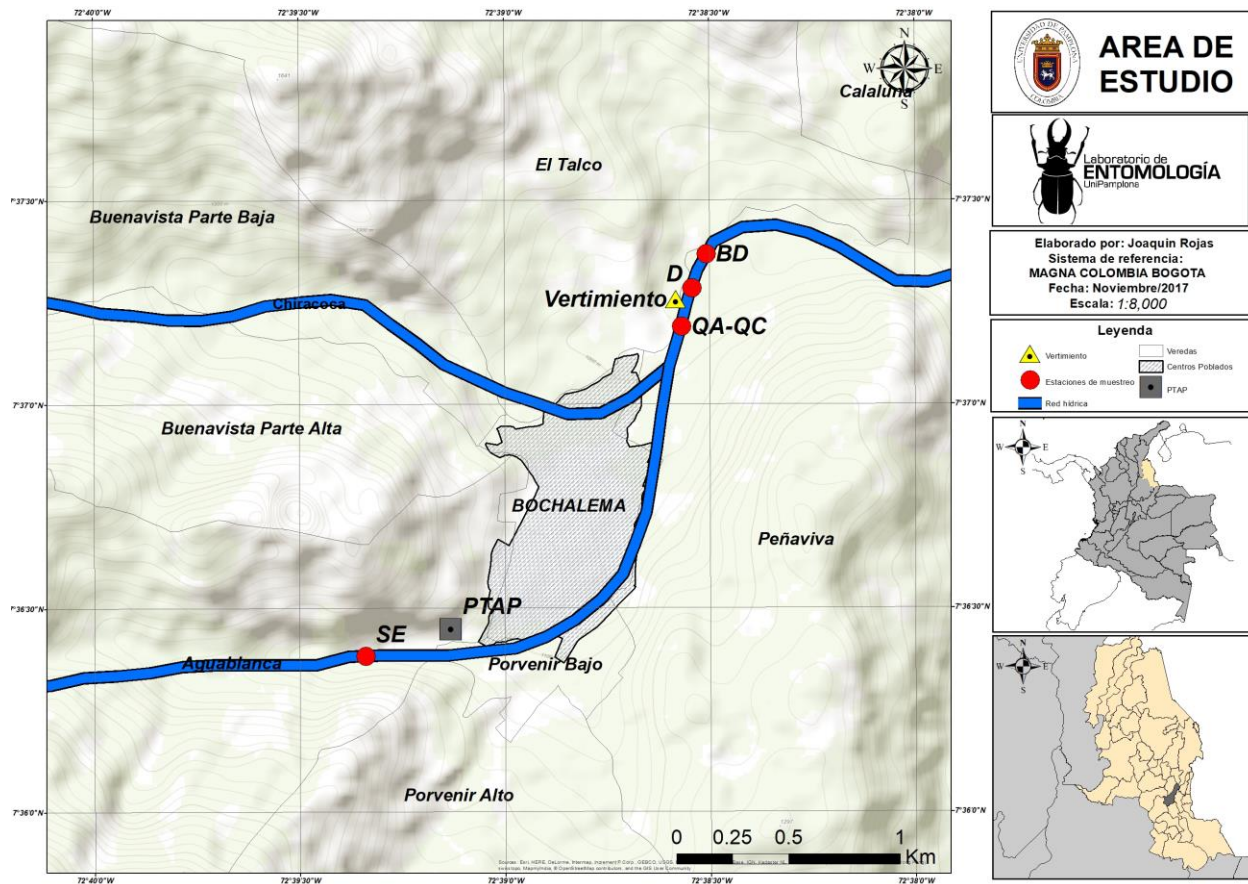 72°40'0"W
72°39'30"W
72°39'0"W
72°38'30"W
72°38'0"W
N
W E
S
Calaluna
El Talco
7°37'30"N
7°37'30"N
Buenavista Parte Baja
BD
D
Vertimiento
Chiracoca
QA-QC
7°37'0"N
7°37'0"N
Buenavista Parte Alta
BOCHALEMA
Peñaviva
7°36'30"N
7°36'30"N
PTAP
SE
Aguablanca
Porvenir Bajo
Porvenir Alto
7°36'0"N
7°36'0"N
0 0.25 0.5 1
Km
72°40'0"W
72°39'30"W
72°39'0"W
72°38'30"W
72°38'0"W
UNIVERSIDAD DE PAMPLONA
COLOMBIA
AREA DE
ESTUDIO
Laboratorio de
ENTOMOLOGÍA
UniPamplona
Elaborado por: Joaquin Rojas
Sistema de referencia:
MAGNA COLOMBIA BOGOTA
Fecha: Noviembre/2017
Escala: 1:8,000
Leyenda
Vertimiento
Estaciones de muestreo
Red hídrica
Veredas
Centros Poblados
PTAP
N
W E
S
N
W E
S